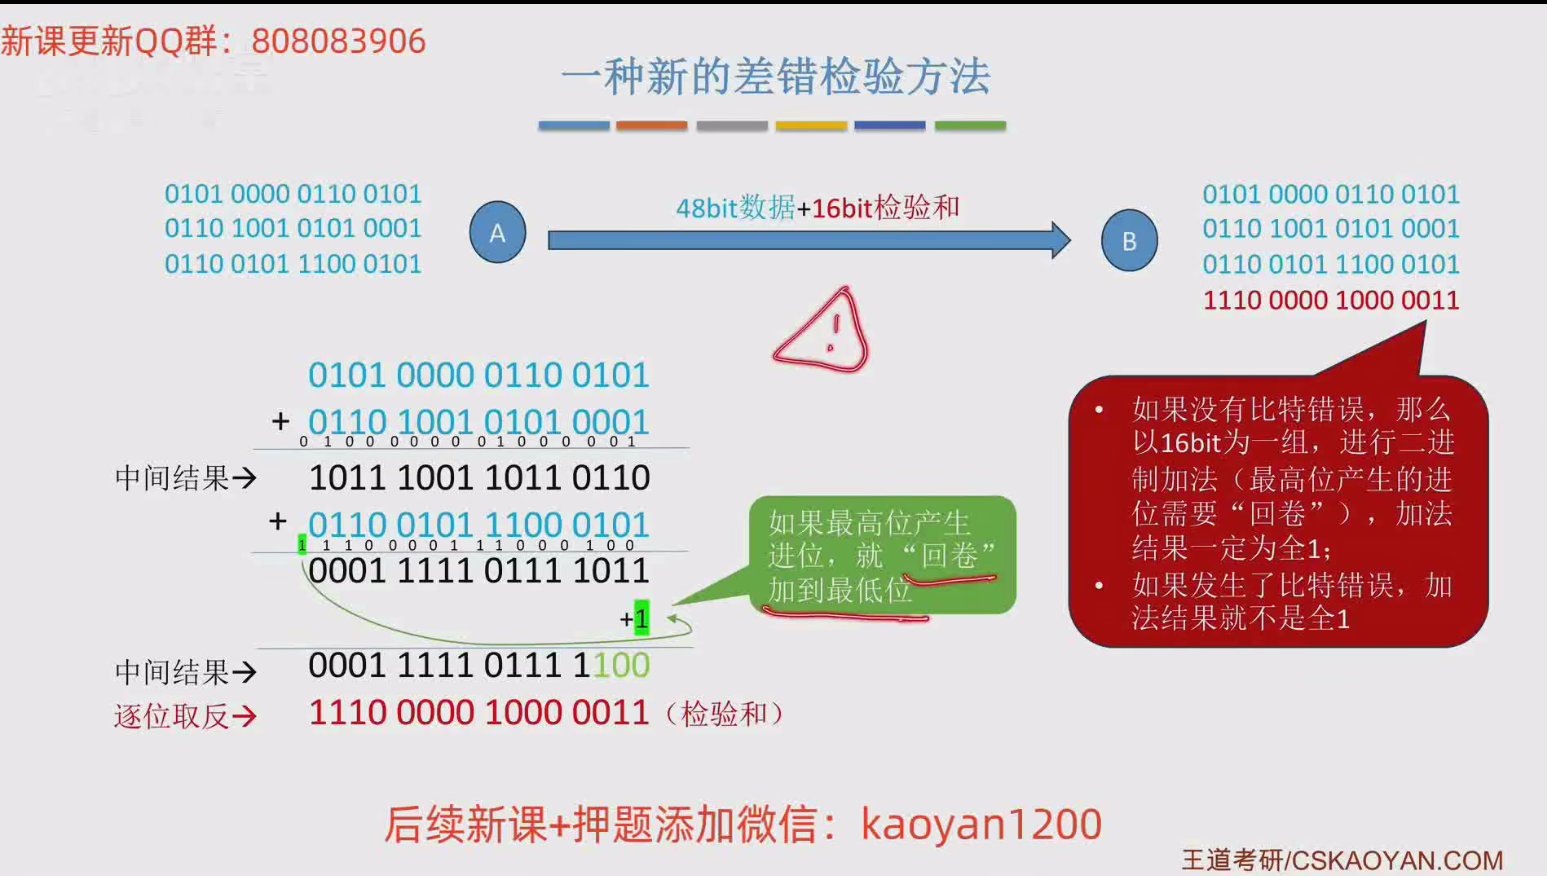 新课更新QQ群：808083906
一种新的差错检验方法
0101 0000 0110 0101
0110 1001 0101 0001
0110 0101 1100 0101
A
48bit数据+16bit检验和
B
0101 0000 0110 0101
0110 1001 0101 0001
0110 0101 1100 0101
1110 0000 1000 0011
!
0101 0000 0110 0101
+ 0110 1001 0101 0001
0 1 0 0 0 0 0 0 0 1 0 0 0 0 0 1
中间结果→ 1011 1001 1011 0110
+ 0110 0101 1100 0101
1 1 1 0 0 0 0 1 1 1 0 0 0 1 0 0
0001 1111 0111 1011
+1
中间结果→ 0001 1111 0111 1100
逐位取反→ 1110 0000 1000 0011（检验和）
如果最高位产生
进位，就“回卷”
加到最低位
• 如果没有比特错误，那么
以16bit为一组，进行二进
制加法（最高位产生的进
位需要“回卷”），加法
结果一定为全1；
• 如果发生了比特错误，加
法结果就不是全1
后续新课+押题添加微信：kaoyan1200
王道考研/CSKAOYAN.COM